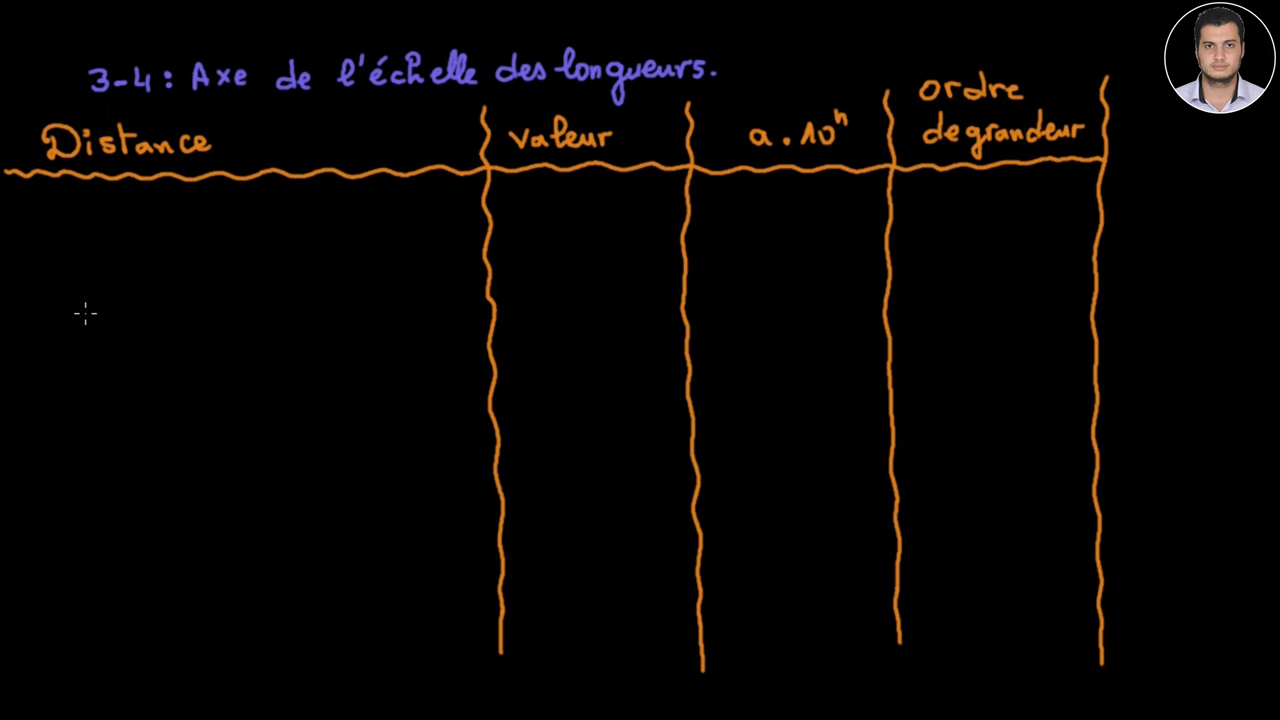 3-4: Axe de l'échelle des longueurs.
Distance
valeur
a.10ⁿ
ordre
de grandeur